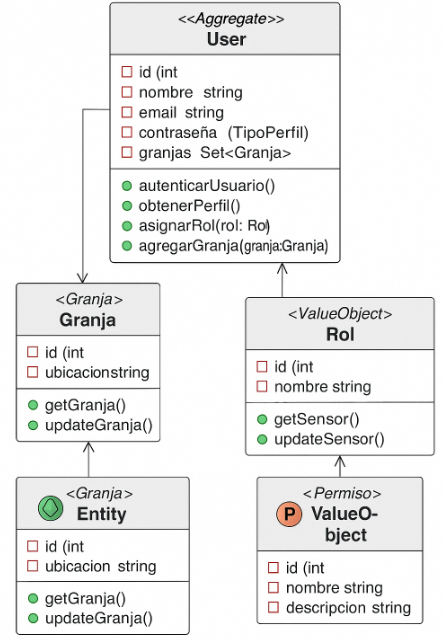 <<Aggregate>>
User
id (int
nombre string
email string
contraseña (TipoPerfil)
granjas Set<Granja>
autenticarUsuario()
obtenerPerfil()
asignarRol(rol: Rol)
agregarGranja(granja:Granja)
<Granja>
Granja
id (int
ubicacionstring
getGranja()
updateGranja()
<ValueObject>
Rol
id (int
nombre string
getSensor()
updateSensor()
<Granja>
Entity
id (int
ubicacion string
getGranja()
updateGranja()
<Permiso>
P
ValueO-
bject
id (int
nombre string
descripcion string